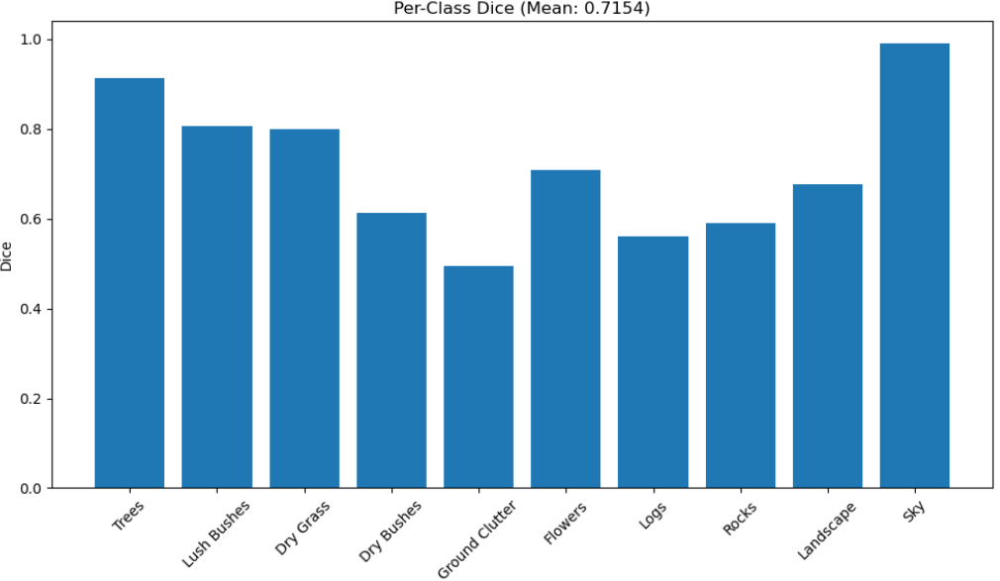 Per-Class Dice (Mean: 0.7154)
1.0
0.8
0.6
0.4
0.2
0.0
Dice
Trees
Lush Bushes
Dry Grass
Dry Bushes
Ground Clutter
Flowers
Logs
Rocks
Landscape
Sky